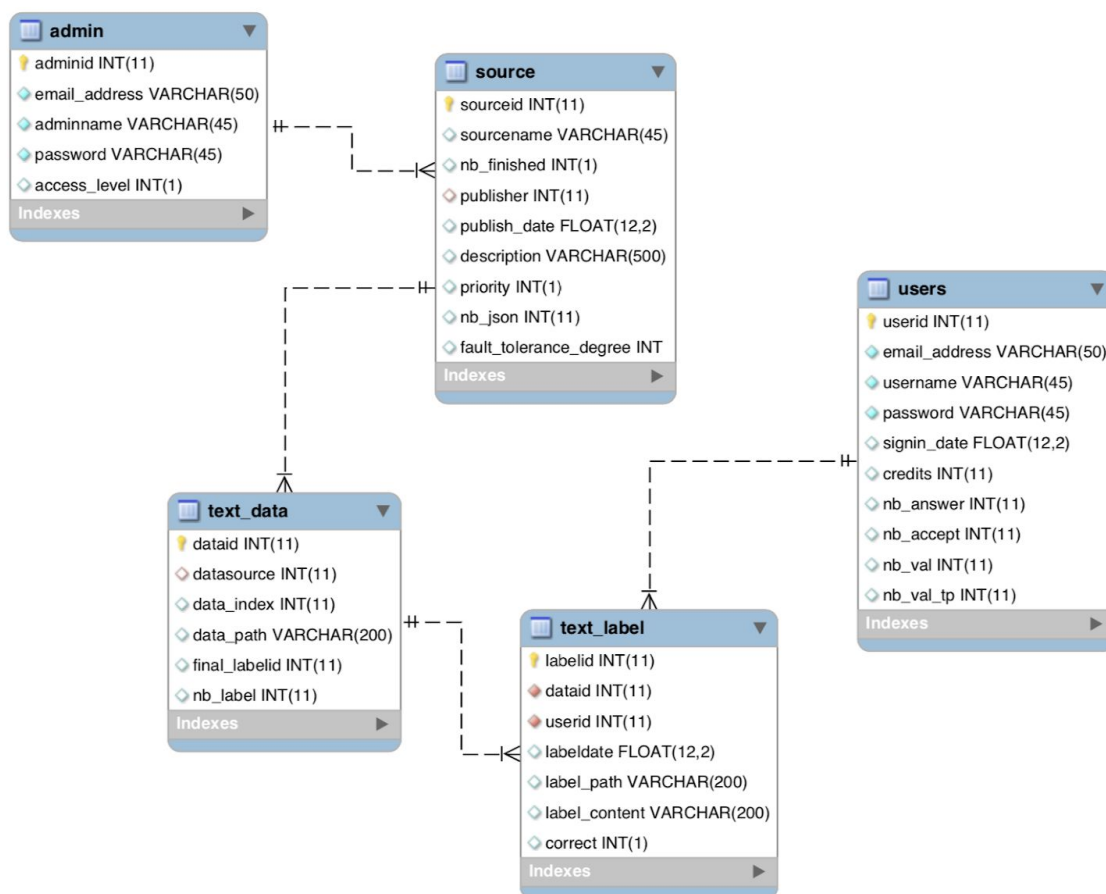 admin
adminid INT(11)
email_address VARCHAR(50)
adminname VARCHAR(45)
password VARCHAR(45)
access_level INT(1)
Indexes
source
sourceid INT(11)
sourcename VARCHAR(45)
nb_finished INT(1)
publisher INT(11)
publish_date FLOAT(12,2)
description VARCHAR(500)
priority INT(1)
nb_json INT(11)
fault_tolerance_degree INT
Indexes
users
userid INT(11)
email_address VARCHAR(50)
username VARCHAR(45)
password VARCHAR(45)
signin_date FLOAT(12,2)
credits INT(11)
nb_answer INT(11)
nb_accept INT(11)
nb_val INT(11)
nb_val_tp INT(11)
Indexes
text_data
dataid INT(11)
datasource INT(11)
data_index INT(11)
data_path VARCHAR(200)
final_labelid INT(11)
nb_label INT(11)
Indexes
text_label
labelid INT(11)
dataid INT(11)
userid INT(11)
labeldate FLOAT(12,2)
label_path VARCHAR(200)
label_content VARCHAR(200)
correct INT(1)
Indexes